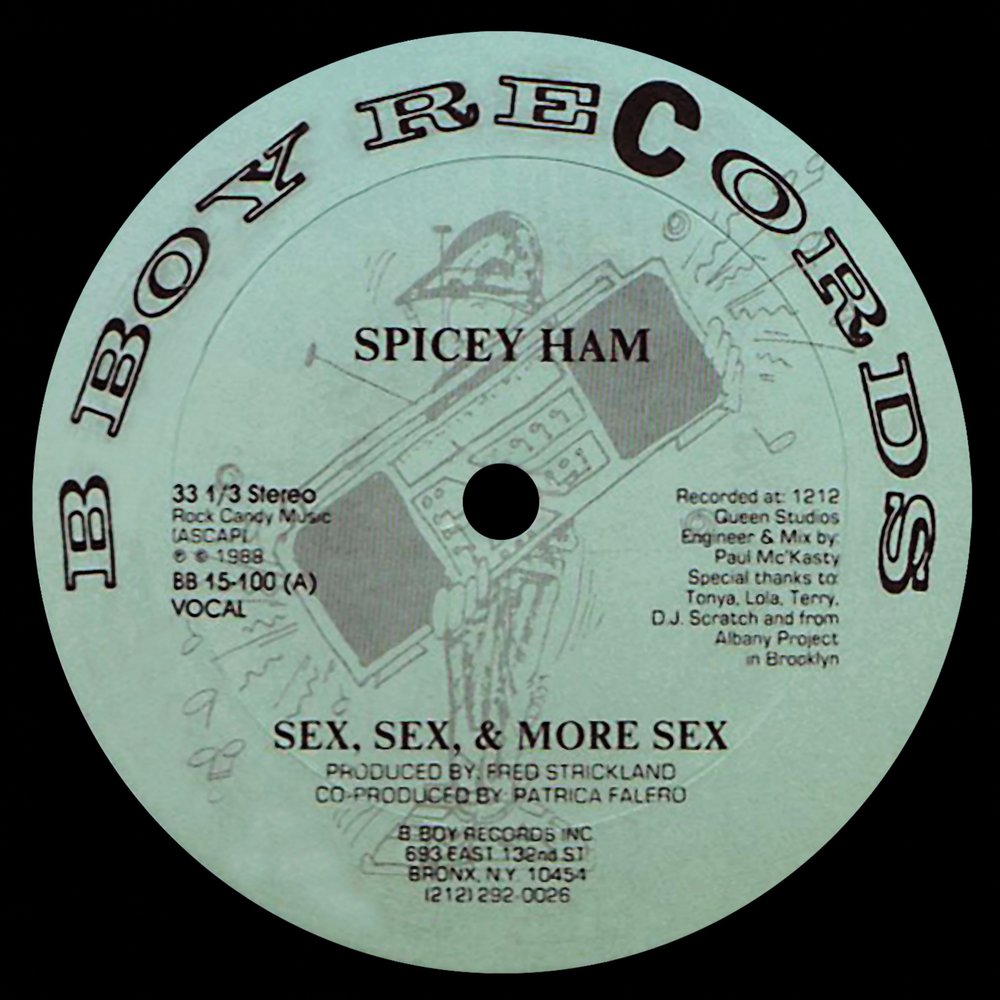 B BOY RECORDS
SPICEY HAM
33 1/3 Stereo
Rock Candy Music
(ASCAP)
℗ © 1988
BB 15-100 (A)
VOCAL
Recorded at: 1212
Queen Studios
Engineer & Mix by:
Paul Mc'Kasty
Special thanks to:
Tonya, Lola, Terry,
D.J. Scratch and from
Albany Project
in Brooklyn
SEX, SEX, & MORE SEX
PRODUCED BY: FRED STRICKLAND
CO-PRODUCED BY: PATRICA FALERO
B BOY RECORDS INC
693 EAST 132nd ST
BRONX, N.Y. 10454
(212) 292-0026